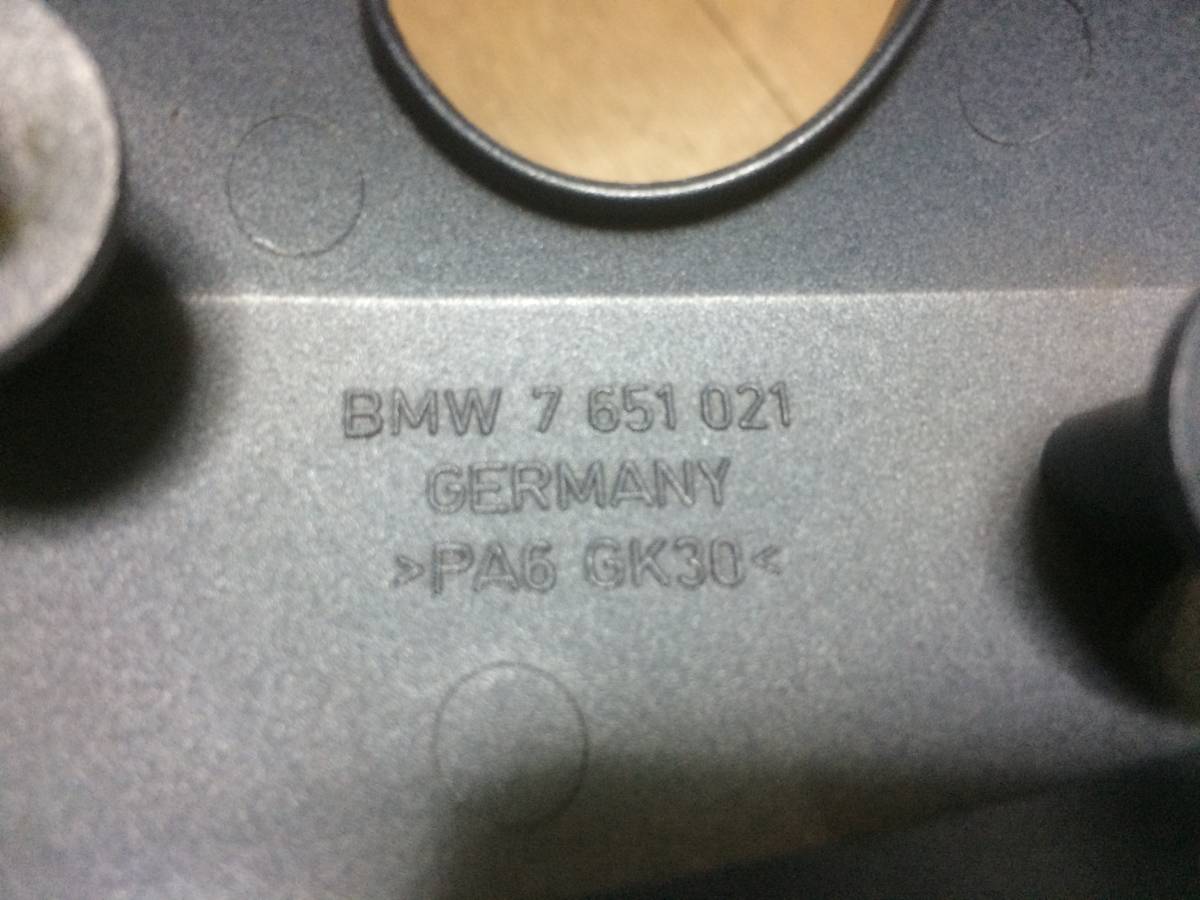 BMW 7 651 021
GERMANY
>PA6 GK30<